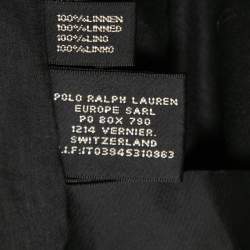 100%LINNEN
100%LINNED
100%LINO
100%LINHO
POLO RALPH LAUREN
EUROPE SARL
PO BOX 790
1214 VERNIER.
SWITZERLAND
.I.F:IT03945310963